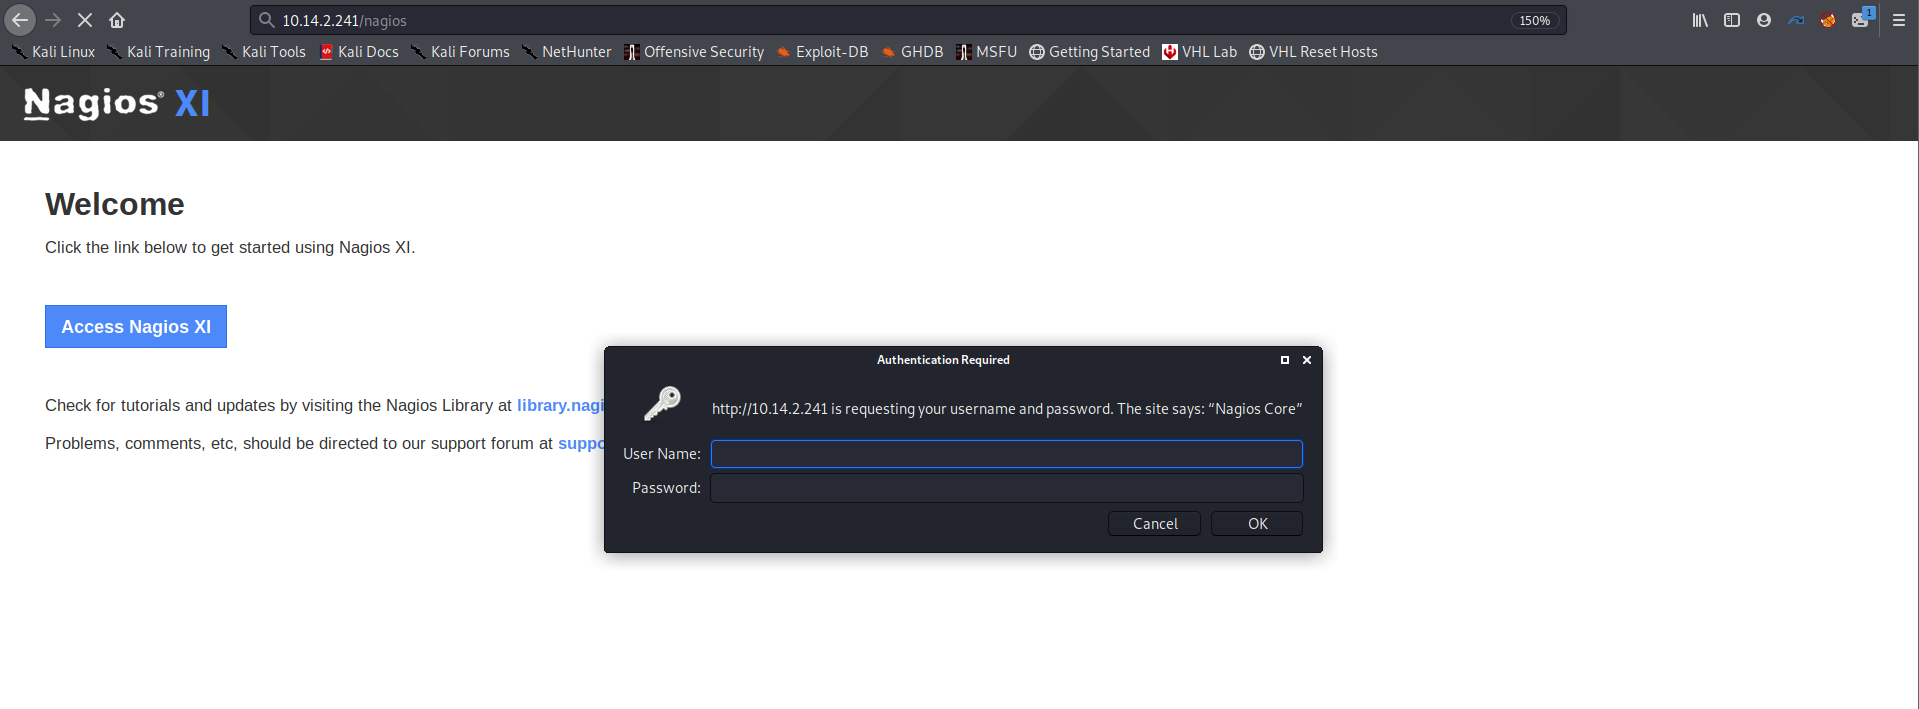 10.14.2.241/nagios
150%
1
Kali Linux Kali Training Kali Tools Kali Docs Kali Forums NetHunter Offensive Security Exploit-DB GHDB MSFU Getting Started VHL Lab VHL Reset Hosts
Nagios® XI
Welcome
Click the link below to get started using Nagios XI.
Access Nagios XI
Check for tutorials and updates by visiting the Nagios Library at library.nagi
Problems, comments, etc, should be directed to our support forum at suppo
Authentication Required
http://10.14.2.241 is requesting your username and password. The site says: “Nagios Core”
User Name:
Password:
Cancel OK